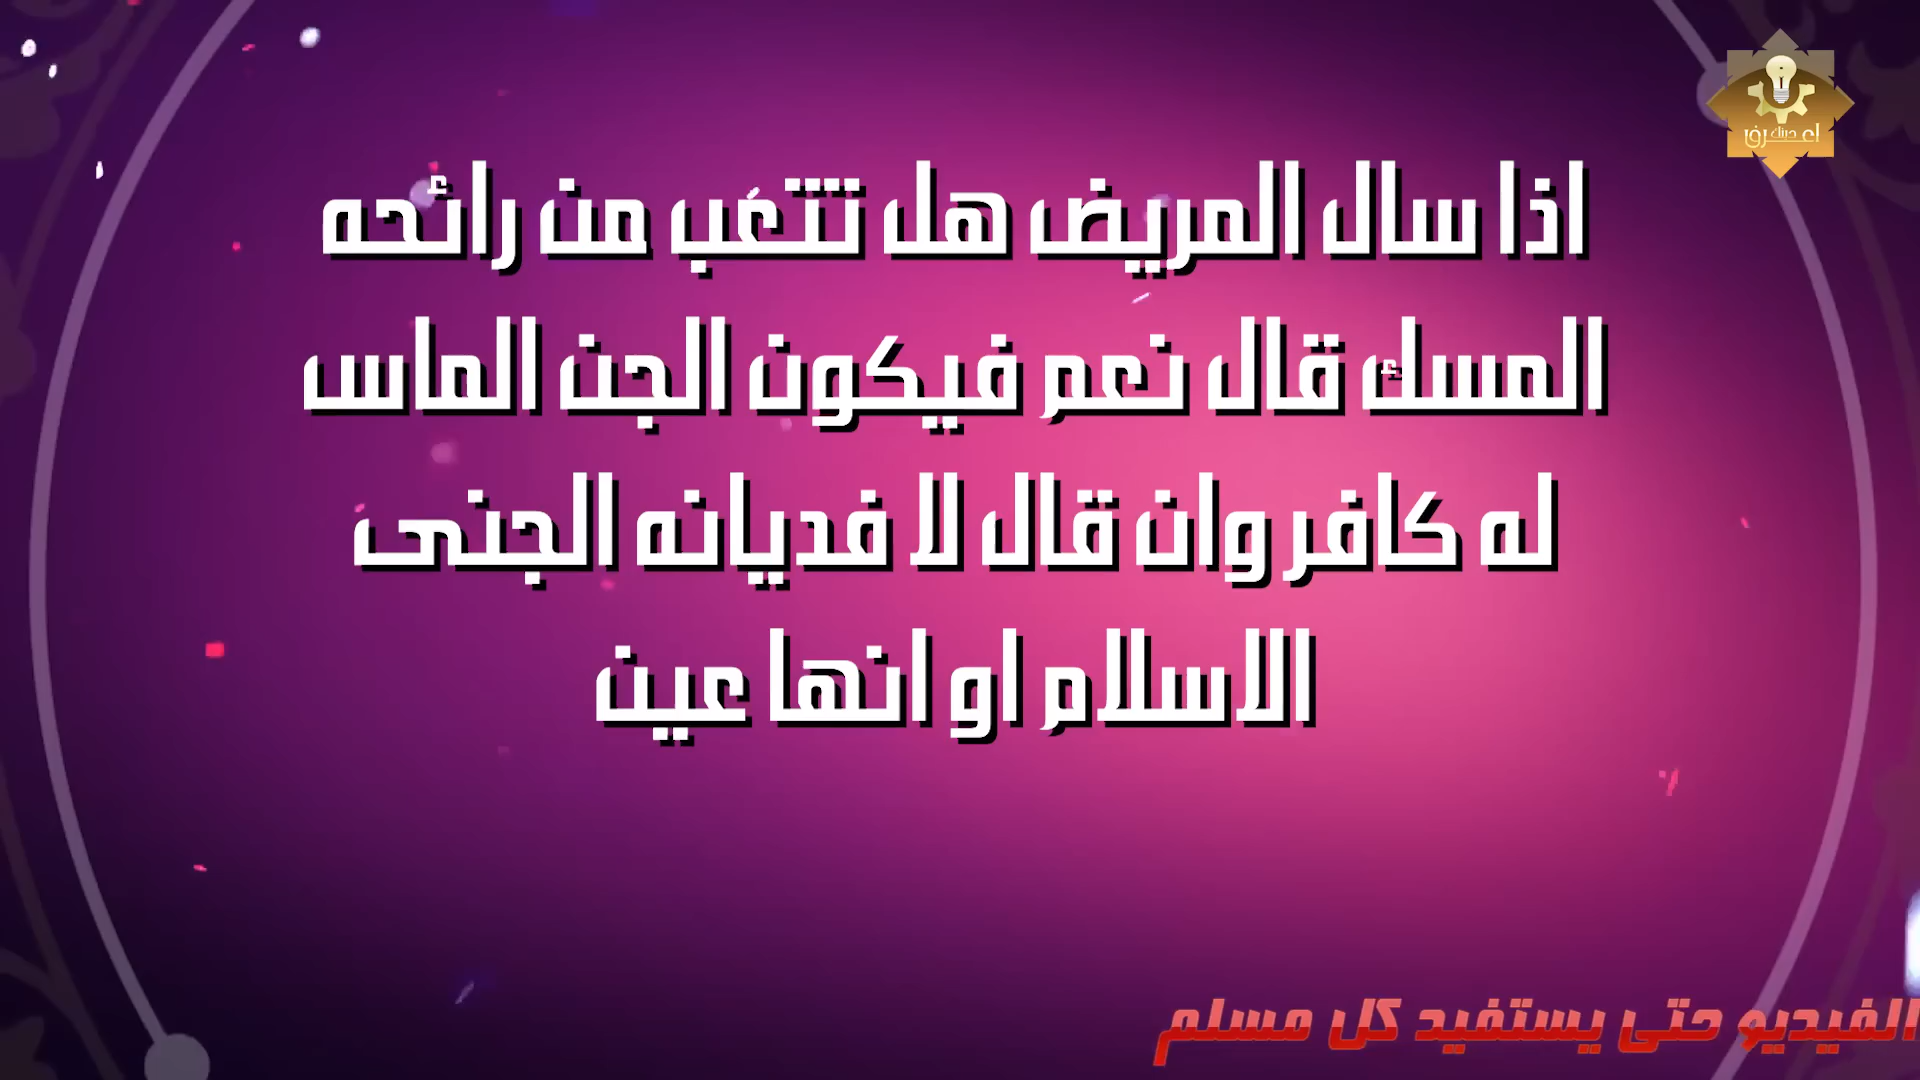 اذا سال المريض هل تتعب من رائحه
المسك قال نعم فيكون الجن الماس
له كافر وان قال لا فديانه الجنى
الاسلام او انها عين
الفيديو حتى يستفيد كل مسلم